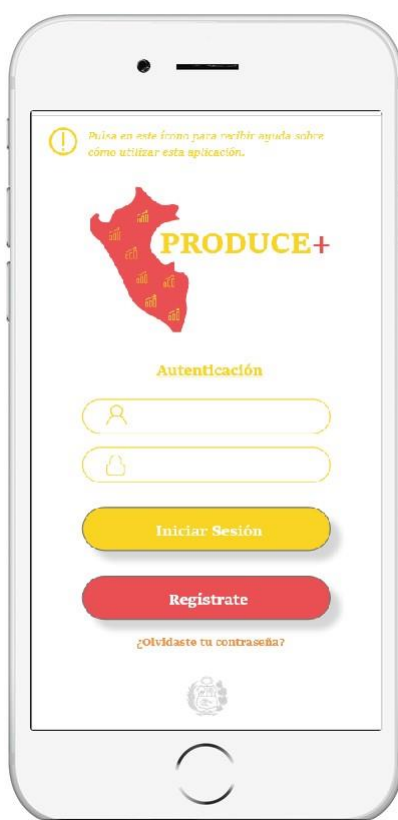 Pulsa en este ícono para recibir ayuda sobre
cómo utilizar esta aplicación.
PRODUCE+
Autenticación
Iniciar Sesión
Regístrate
¿Olvidaste tu contraseña?